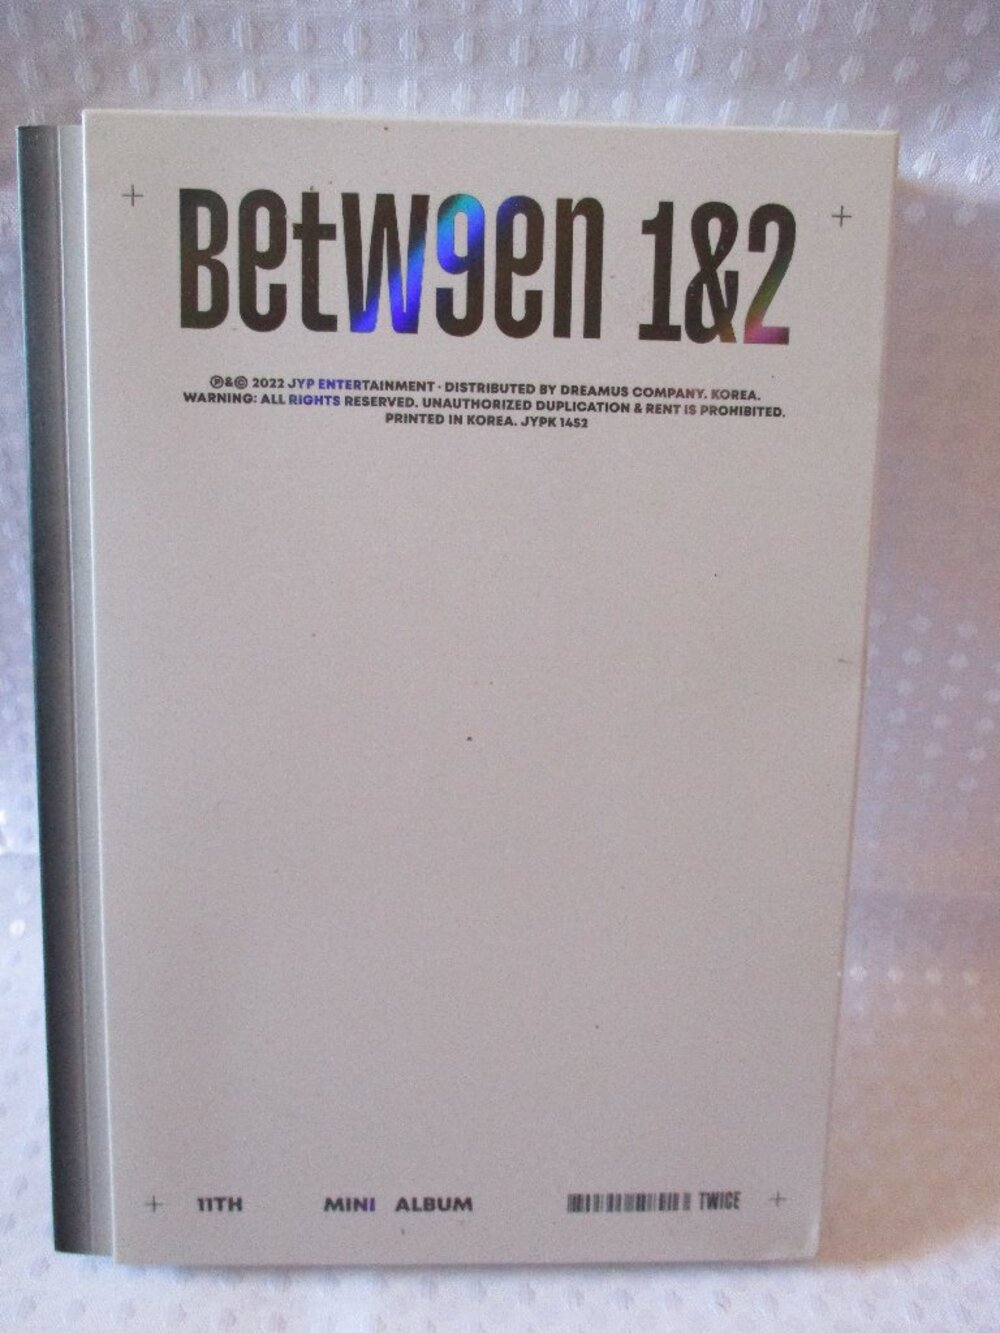 Betw9en 1&2
℗&© 2022 JYP ENTERTAINMENT · DISTRIBUTED BY DREAMUS COMPANY. KOREA.
WARNING: ALL RIGHTS RESERVED. UNAUTHORIZED DUPLICATION & RENT IS PROHIBITED.
PRINTED IN KOREA. JYPK 1452
11TH MINI ALBUM TWICE